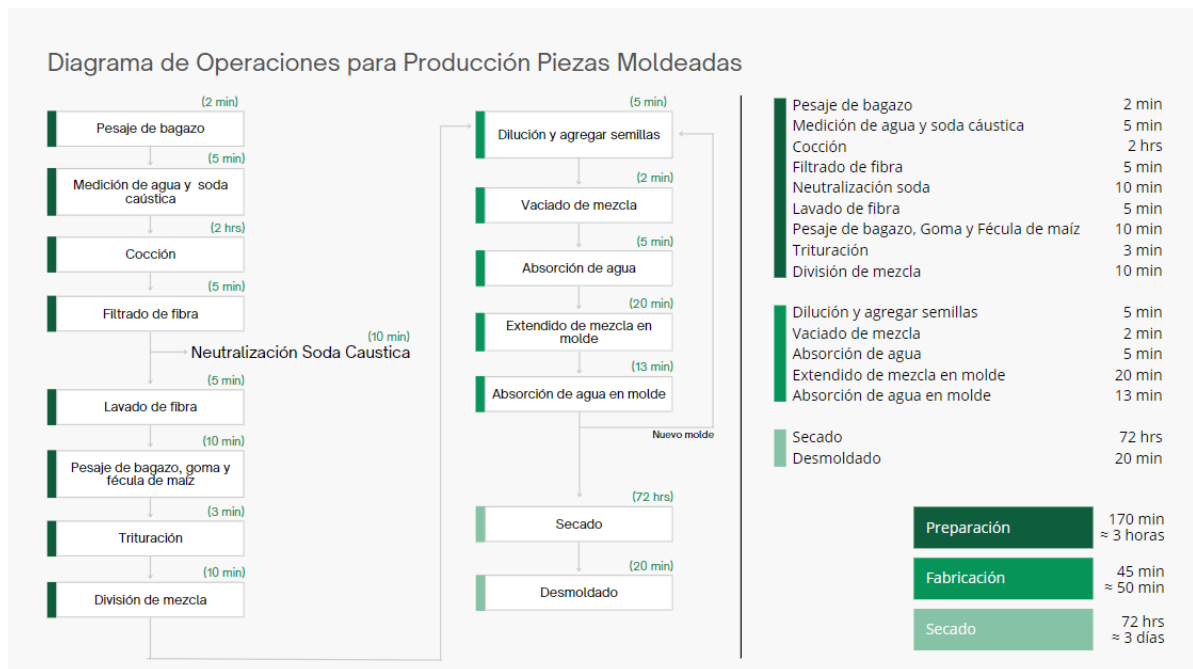 Diagrama de Operaciones para Producción Piezas Moldeadas
(2 min)
Pesaje de bagazo
(5 min)
Medición de agua y soda
caústica
(2 hrs)
Cocción
(5 min)
Filtrado de fibra
(10 min)
Neutralización Soda Caustica
(5 min)
Lavado de fibra
(10 min)
Pesaje de bagazo, goma y
fécula de maíz
(3 min)
Trituración
(10 min)
División de mezcla
(5 min)
Dilución y agregar semillas
(2 min)
Vaciado de mezcla
(5 min)
Absorción de agua
(20 min)
Extendido de mezcla en
molde
(13 min)
Absorción de agua en molde
Nuevo molde
(72 hrs)
Secado
(20 min)
Desmoldado
Pesaje de bagazo 2 min
Medición de agua y soda cáustica 5 min
Cocción 2 hrs
Filtrado de fibra 5 min
Neutralización soda 10 min
Lavado de fibra 5 min
Pesaje de bagazo, Goma y Fécula de maíz 10 min
Trituración 3 min
División de mezcla 10 min
Dilución y agregar semillas 5 min
Vaciado de mezcla 2 min
Absorción de agua 5 min
Extendido de mezcla en molde 20 min
Absorción de agua en molde 13 min
Secado 72 hrs
Desmoldado 20 min
Preparación 170 min
≈ 3 horas
Fabricación 45 min
≈ 50 min
Secado 72 hrs
≈ 3 días